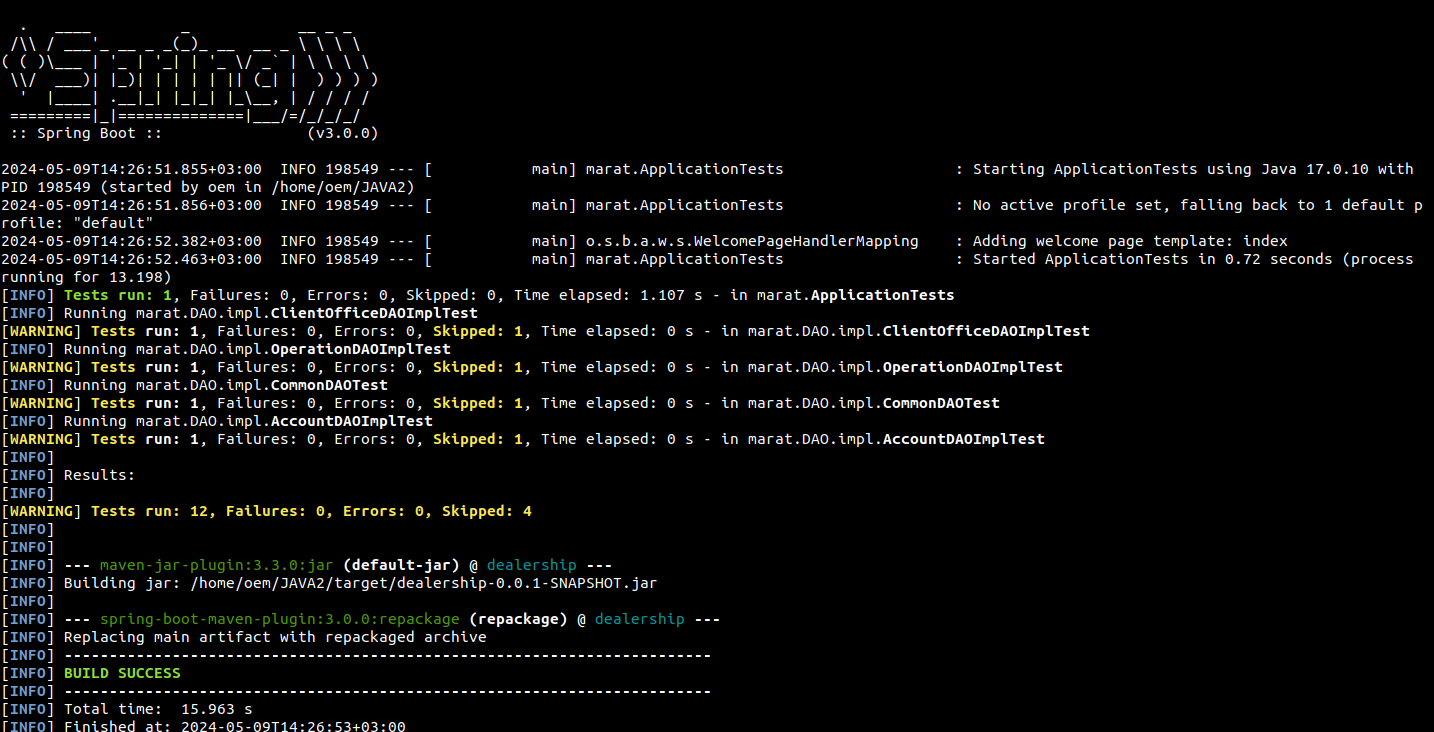 .   ____          _            __ _ _
 /\\ / ___'_ __ _ _(_)_ __  __ _ \ \ \ \
( ( )\___ | '_ | '_| | '_ \/ _` | \ \ \ \
 \\/  ___)| |_)| | | | | || (_| |  ) ) ) )
  '  |____| .__|_| |_|_| |_\__, | / / / /
 =========|_|==============|___/=/_/_/_/
 :: Spring Boot ::                (v3.0.0)
2024-05-09T14:26:51.855+03:00  INFO 198549 --- [           main] marat.ApplicationTests                   : Starting ApplicationTests using Java 17.0.10 with
PID 198549 (started by oem in /home/oem/JAVA2)
2024-05-09T14:26:51.856+03:00  INFO 198549 --- [           main] marat.ApplicationTests                   : No active profile set, falling back to 1 default p
rofile: "default"
2024-05-09T14:26:52.382+03:00  INFO 198549 --- [           main] o.s.b.a.w.s.WelcomePageHandlerMapping    : Adding welcome page template: index
2024-05-09T14:26:52.463+03:00  INFO 198549 --- [           main] marat.ApplicationTests                   : Started ApplicationTests in 0.72 seconds (process
running for 13.198)
[INFO] Tests run: 1, Failures: 0, Errors: 0, Skipped: 0, Time elapsed: 1.107 s - in marat.ApplicationTests
[INFO] Running marat.DAO.impl.ClientOfficeDAOImplTest
[WARNING] Tests run: 1, Failures: 0, Errors: 0, Skipped: 1, Time elapsed: 0 s - in marat.DAO.impl.ClientOfficeDAOImplTest
[INFO] Running marat.DAO.impl.OperationDAOImplTest
[WARNING] Tests run: 1, Failures: 0, Errors: 0, Skipped: 1, Time elapsed: 0 s - in marat.DAO.impl.OperationDAOImplTest
[INFO] Running marat.DAO.impl.CommonDAOTest
[WARNING] Tests run: 1, Failures: 0, Errors: 0, Skipped: 1, Time elapsed: 0 s - in marat.DAO.impl.CommonDAOTest
[INFO] Running marat.DAO.impl.AccountDAOImplTest
[WARNING] Tests run: 1, Failures: 0, Errors: 0, Skipped: 1, Time elapsed: 0 s - in marat.DAO.impl.AccountDAOImplTest
[INFO]
[INFO] Results:
[INFO]
[WARNING] Tests run: 12, Failures: 0, Errors: 0, Skipped: 4
[INFO]
[INFO]
[INFO] --- maven-jar-plugin:3.3.0:jar (default-jar) @ dealership ---
[INFO] Building jar: /home/oem/JAVA2/target/dealership-0.0.1-SNAPSHOT.jar
[INFO]
[INFO] --- spring-boot-maven-plugin:3.0.0:repackage (repackage) @ dealership ---
[INFO] Replacing main artifact with repackaged archive
[INFO] ------------------------------------------------------------------------
[INFO] BUILD SUCCESS
[INFO] ------------------------------------------------------------------------
[INFO] Total time:  15.963 s
[INFO] Finished at: 2024-05-09T14:26:53+03:00